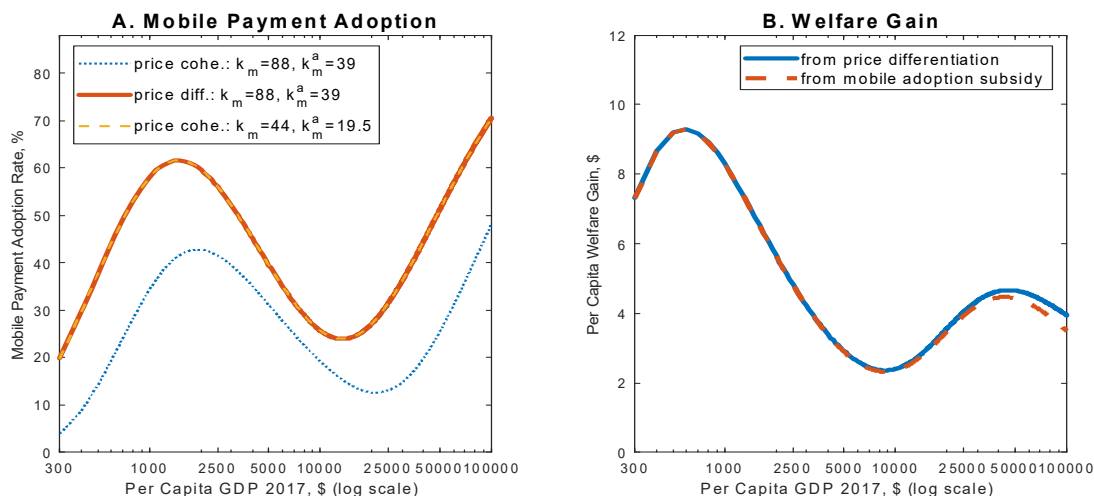 A. Mobile Payment Adoption
price cohe.: k_m=88, k_m^a=39
price diff.: k_m=88, k_m^a=39
price cohe.: k_m=44, k_m^a=19.5
Mobile Payment Adoption Rate, %
80
70
60
50
40
30
20
10
0
300 1000 2500 5000 10000 25000 50000 100000
Per Capita GDP 2017, $ (log scale)
B. Welfare Gain
from price differentiation
from mobile adoption subsidy
Per Capita Welfare Gain, $
12
10
8
6
4
2
0
300 1000 2500 5000 10000 25000 50000 100000
Per Capita GDP 2017, $ (log scale)